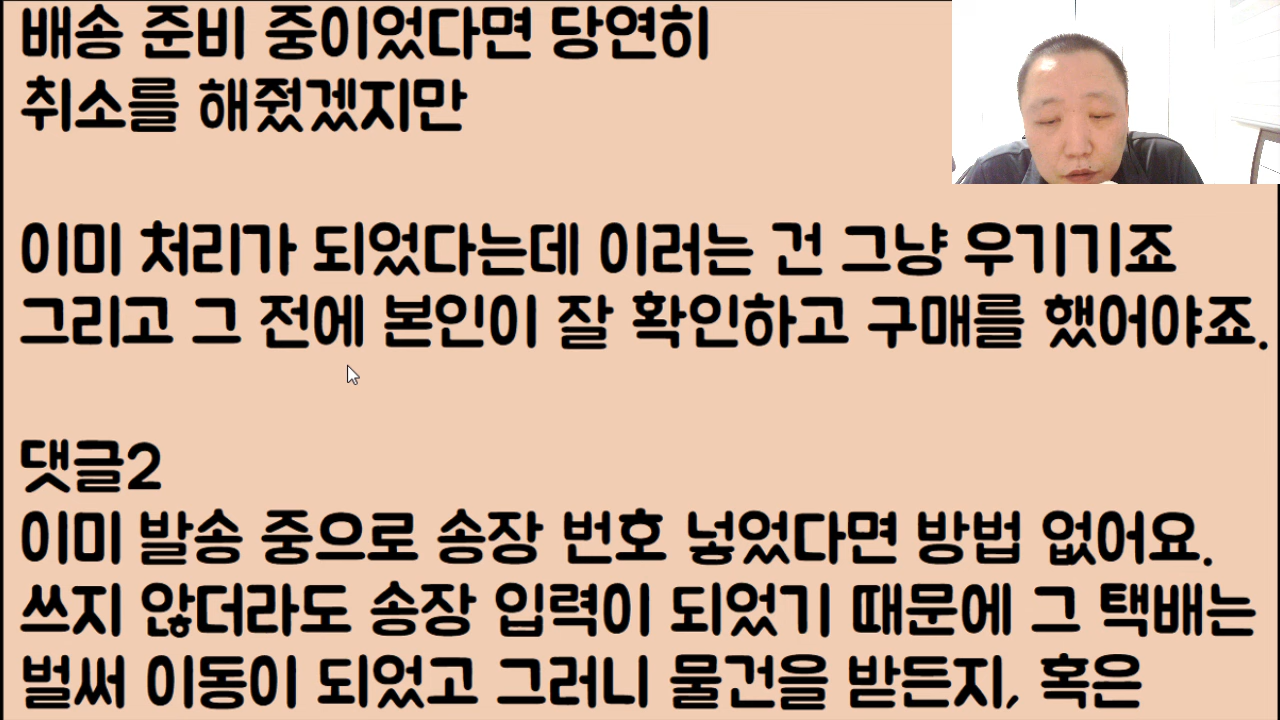 배송 준비 중이었다면 당연히
취소를 해줬겠지만
이미 처리가 되었다는데 이러는 건 그냥 우기기죠
그리고 그 전에 본인이 잘 확인하고 구매를 했어야죠.
댓글2
이미 발송 중으로 송장 번호 넣었다면 방법 없어요.
쓰지 않더라도 송장 입력이 되었기 때문에 그 택배는
벌써 이동이 되었고 그러니 물건을 받든지, 혹은